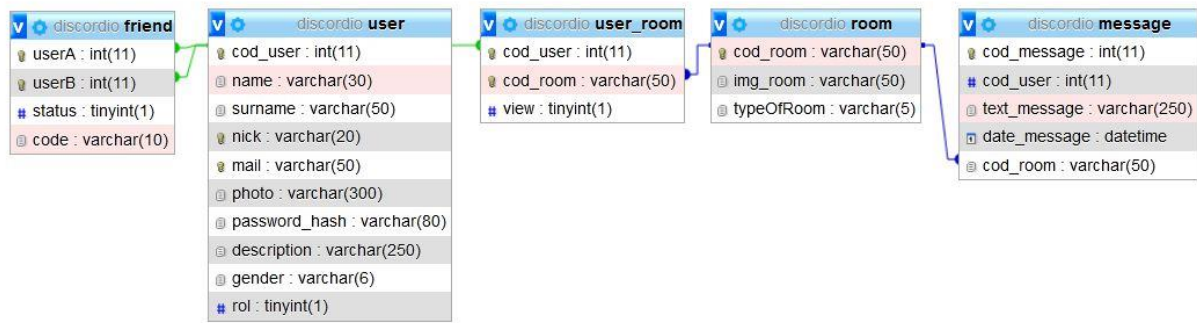 v discordio friend
userA : int(11)
userB : int(11)
# status : tinyint(1)
code : varchar(10)
v discordio user
cod_user : int(11)
name : varchar(30)
surname : varchar(50)
nick : varchar(20)
mail : varchar(50)
photo : varchar(300)
password_hash : varchar(80)
description : varchar(250)
gender : varchar(6)
# rol : tinyint(1)
v discordio user_room
cod_user : int(11)
cod_room : varchar(50)
# view : tinyint(1)
v discordio room
cod_room : varchar(50)
img_room : varchar(50)
typeOfRoom : varchar(5)
v discordio message
cod_message : int(11)
# cod_user : int(11)
text_message : varchar(250)
date_message : datetime
cod_room : varchar(50)